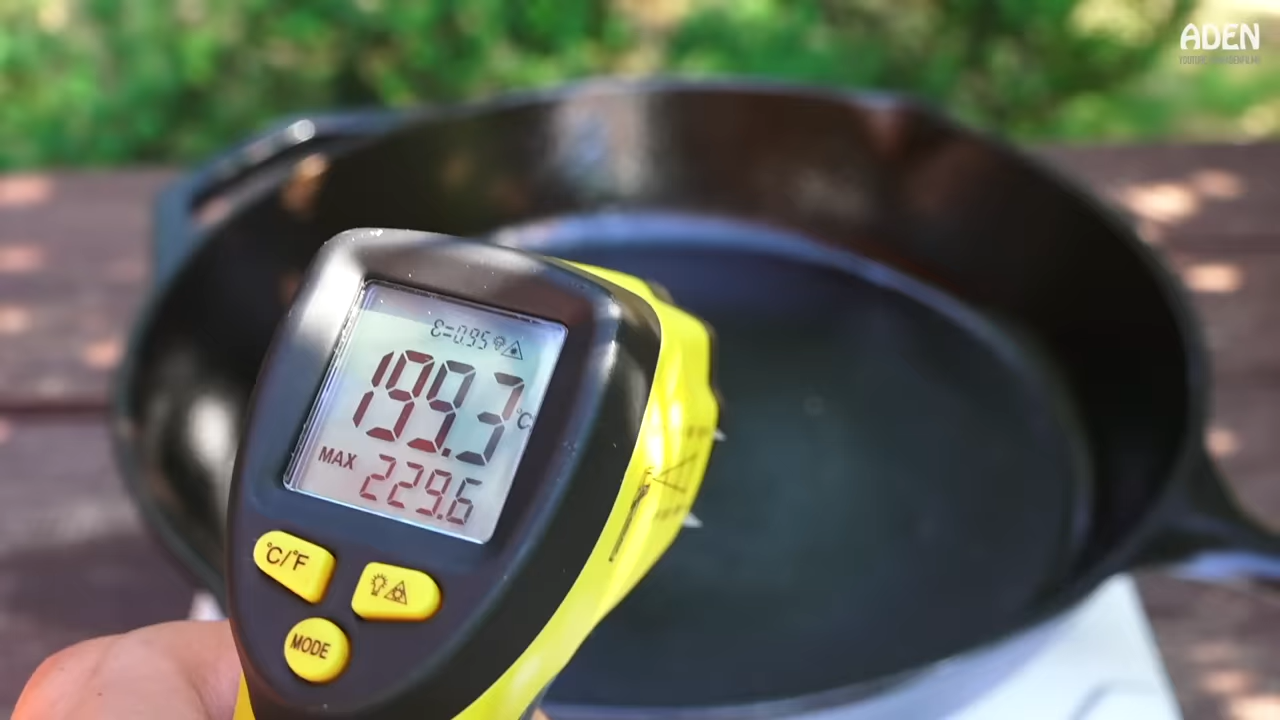 ADEN
ε=0.95
199.3 °C
MAX 229.6
°C/°F
MODE